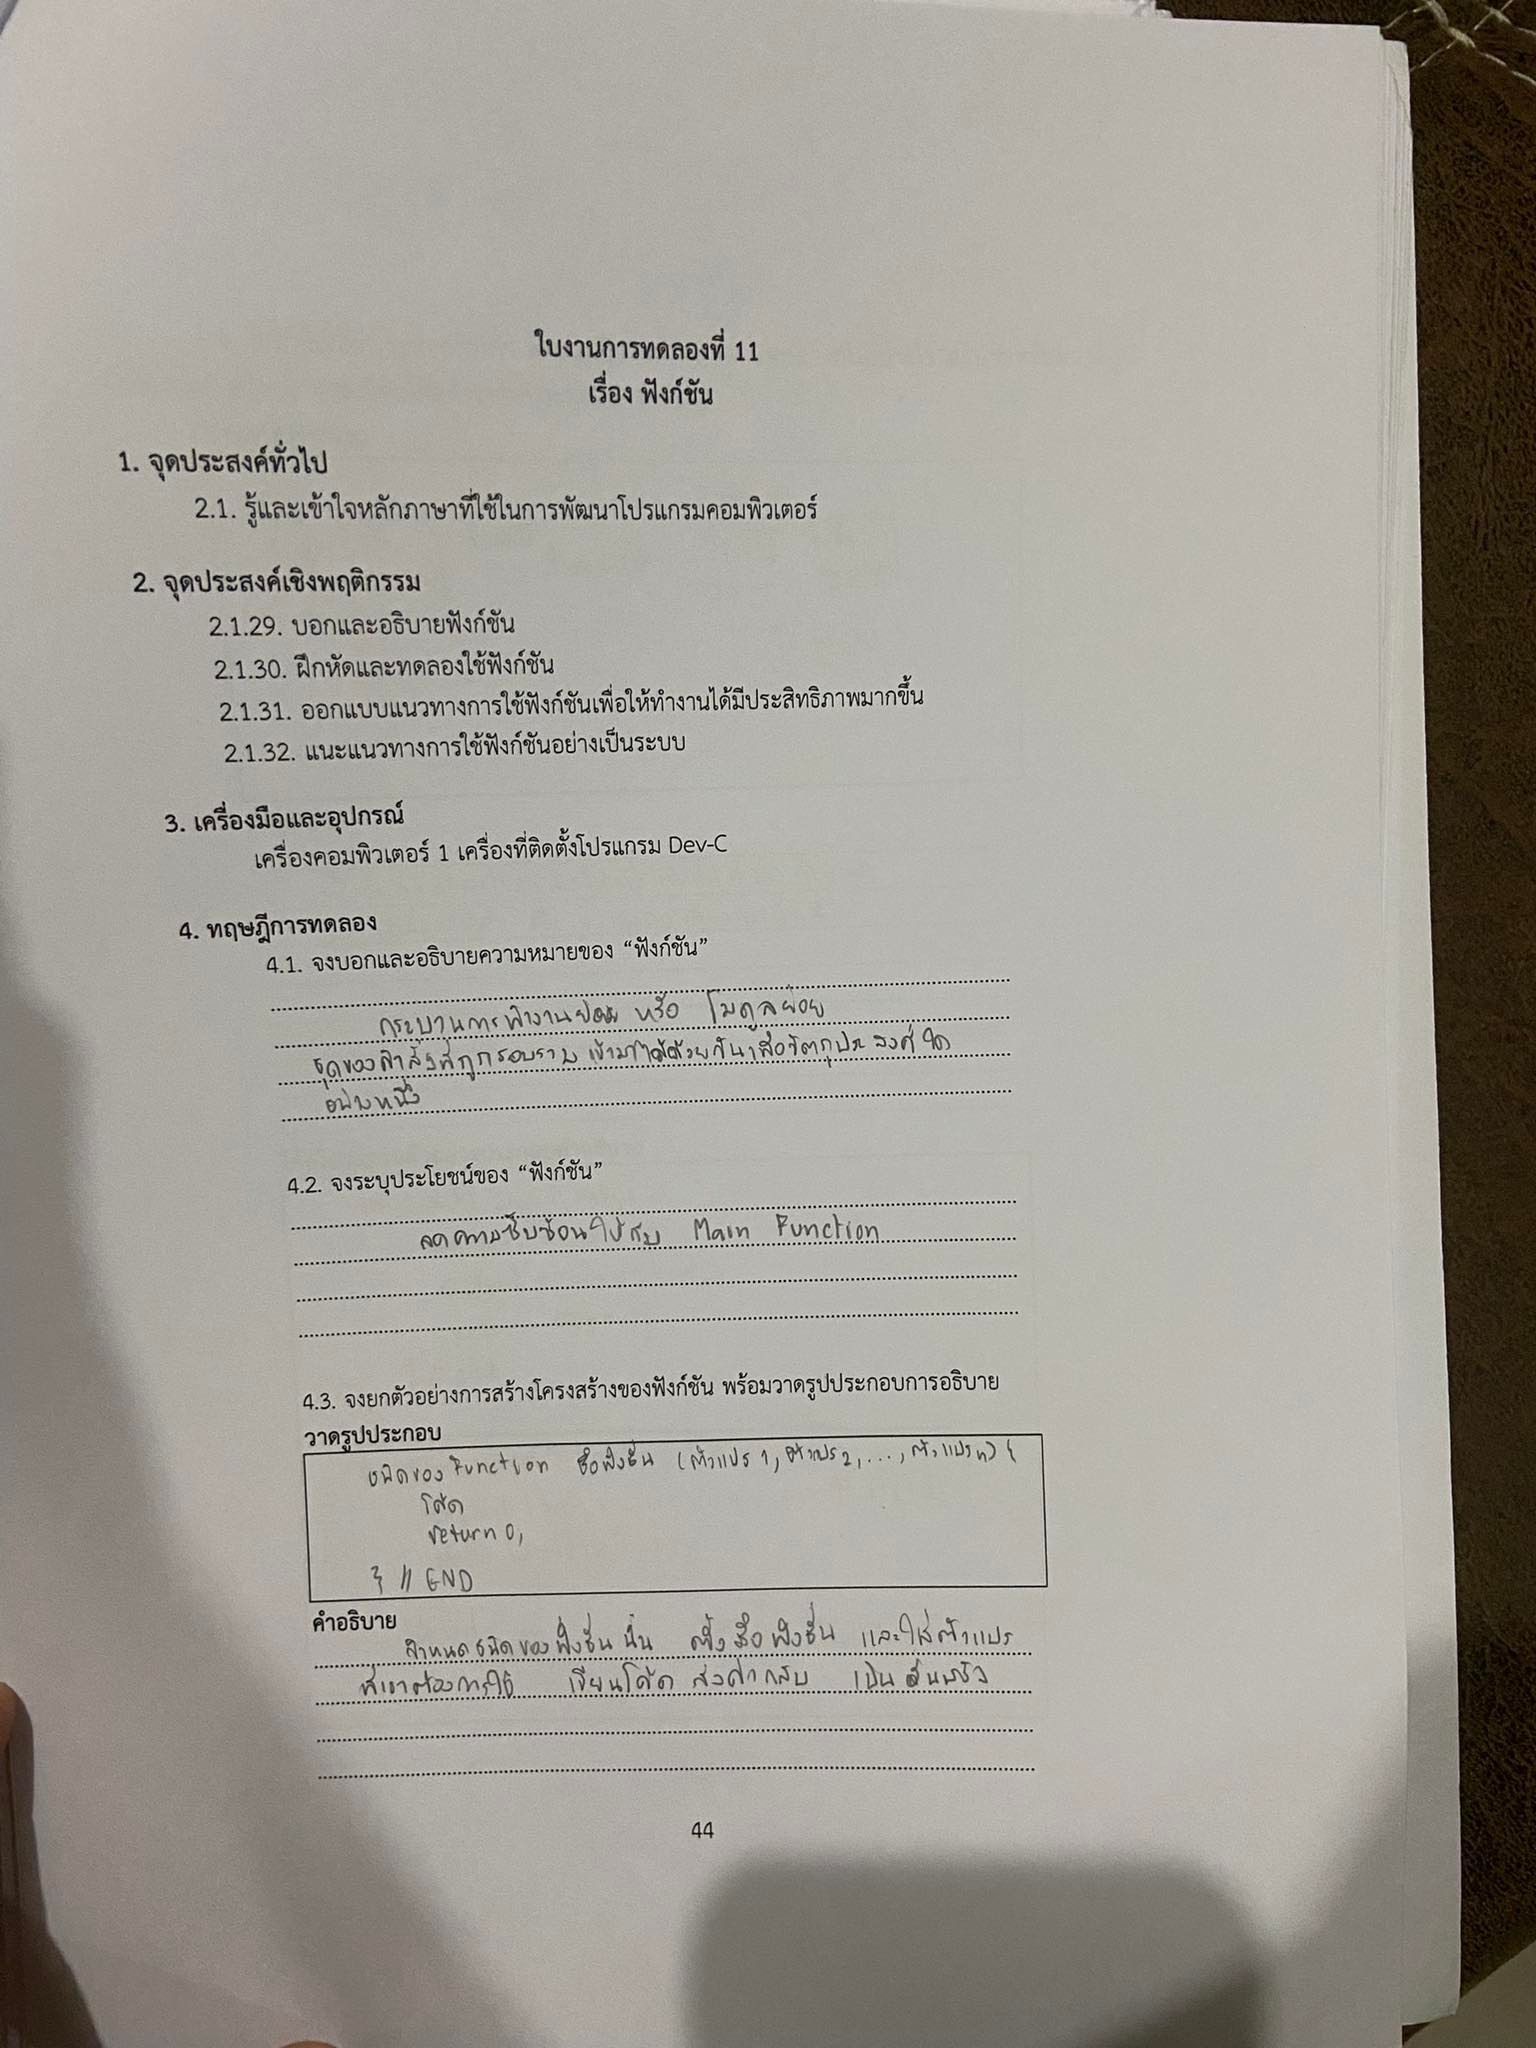 ใบงานการทดลองที่ 11
เรื่อง ฟังก์ชัน
1. จุดประสงค์ทั่วไป
2.1. รู้และเข้าใจหลักภาษาที่ใช้ในการพัฒนาโปรแกรมคอมพิวเตอร์
2. จุดประสงค์เชิงพฤติกรรม
2.1.29. บอกและอธิบายฟังก์ชัน
2.1.30. ฝึกหัดและทดลองใช้ฟังก์ชัน
2.1.31. ออกแบบแนวทางการใช้ฟังก์ชันเพื่อให้ทำงานได้มีประสิทธิภาพมากขึ้น
2.1.32. แนะแนวทางการใช้ฟังก์ชันอย่างเป็นระบบ
3. เครื่องมือและอุปกรณ์
เครื่องคอมพิวเตอร์ 1 เครื่องที่ติดตั้งโปรแกรม Dev-C
4. ทฤษฎีการทดลอง
4.1. จงบอกและอธิบายความหมายของ “ฟังก์ชัน”
กระบวนการทำงานย่อย หรือ โมดูลย่อย
ชุดของคำสั่งที่ถูกรวบรวมเข้ามาไว้ด้วยกันเพื่อวัตถุประสงค์ใด
อย่างหนึ่ง
4.2. จงระบุประโยชน์ของ “ฟังก์ชัน”
ลดความซับซ้อนให้กับ Main Function
4.3. จงยกตัวอย่างการสร้างโครงสร้างของฟังก์ชัน พร้อมวาดรูปประกอบการอธิบาย
วาดรูปประกอบ
ชนิดของ Function ชื่อฟังชั่น (ตัวแปร1, ตัวแปร2, ..., ตัวแปรn) {
โค้ด
return 0;
} // END
คำอธิบาย
กำหนดชนิดของฟังชั่นนั้น ตั้งชื่อฟังชั่น และใส่ตัวแปร
ที่เราต้องการใช้ เขียนโค้ด ส่งค่ากลับ เป็นอันเสร็จ
44